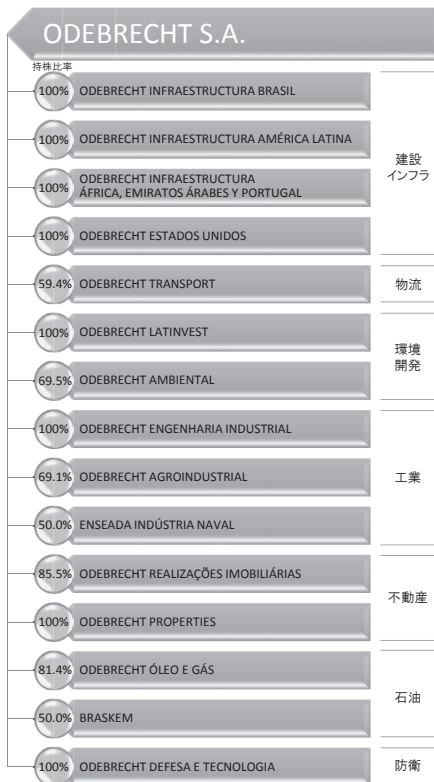 ODEBRECHT S.A.
持株比率
100% ODEBRECHT INFRAESTRUCTURA BRASIL
100% ODEBRECHT INFRAESTRUCTURA AMÉRICA LATINA
建設
インフラ
100% ODEBRECHT INFRAESTRUCTURA
ÁFRICA, EMIRATOS ÁRABES Y PORTUGAL
100% ODEBRECHT ESTADOS UNIDOS
59.4% ODEBRECHT TRANSPORT
物流
100% ODEBRECHT LATINVEST
環境
開発
69.5% ODEBRECHT AMBIENTAL
100% ODEBRECHT ENGENHARIA INDUSTRIAL
69.1% ODEBRECHT AGROINDUSTRIAL
工業
50.0% ENSEADA INDÚSTRIA NAVAL
85.5% ODEBRECHT REALIZAÇÕES IMOBILIÁRIAS
不動産
100% ODEBRECHT PROPERTIES
81.4% ODEBRECHT ÓLEO E GÁS
石油
50.0% BRASKEM
100% ODEBRECHT DEFESA E TECNOLOGIA
防衛